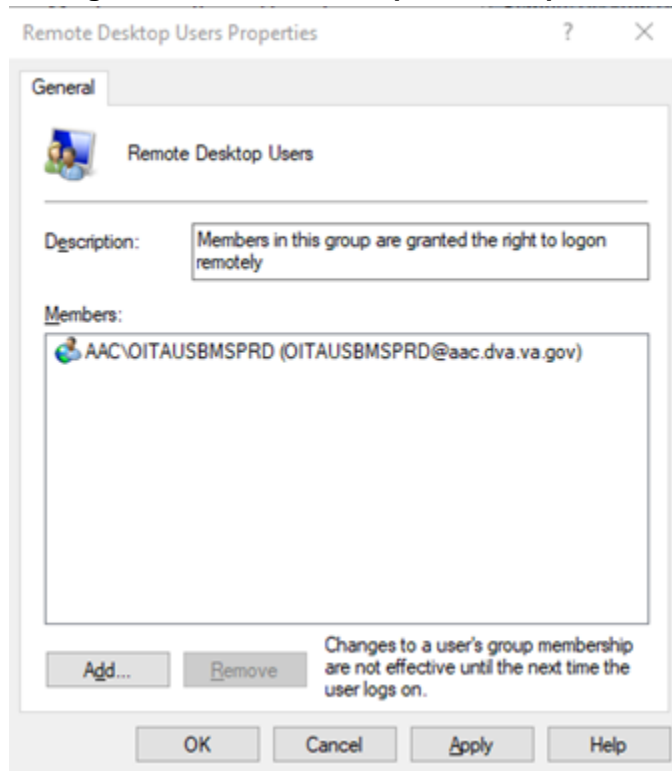 Remote Desktop Users Properties
?
General
Remote Desktop Users
Description:
Members in this group are granted the right to logon
remotely
Members:
AAC\OITAUSBMSPRD (OITAUSBMSPRD@aac.dva.va.gov)
Changes to a user's group membership
are not effective until the next time the
user logs on.
Add...
Remove
OK
Cancel
Apply
Help